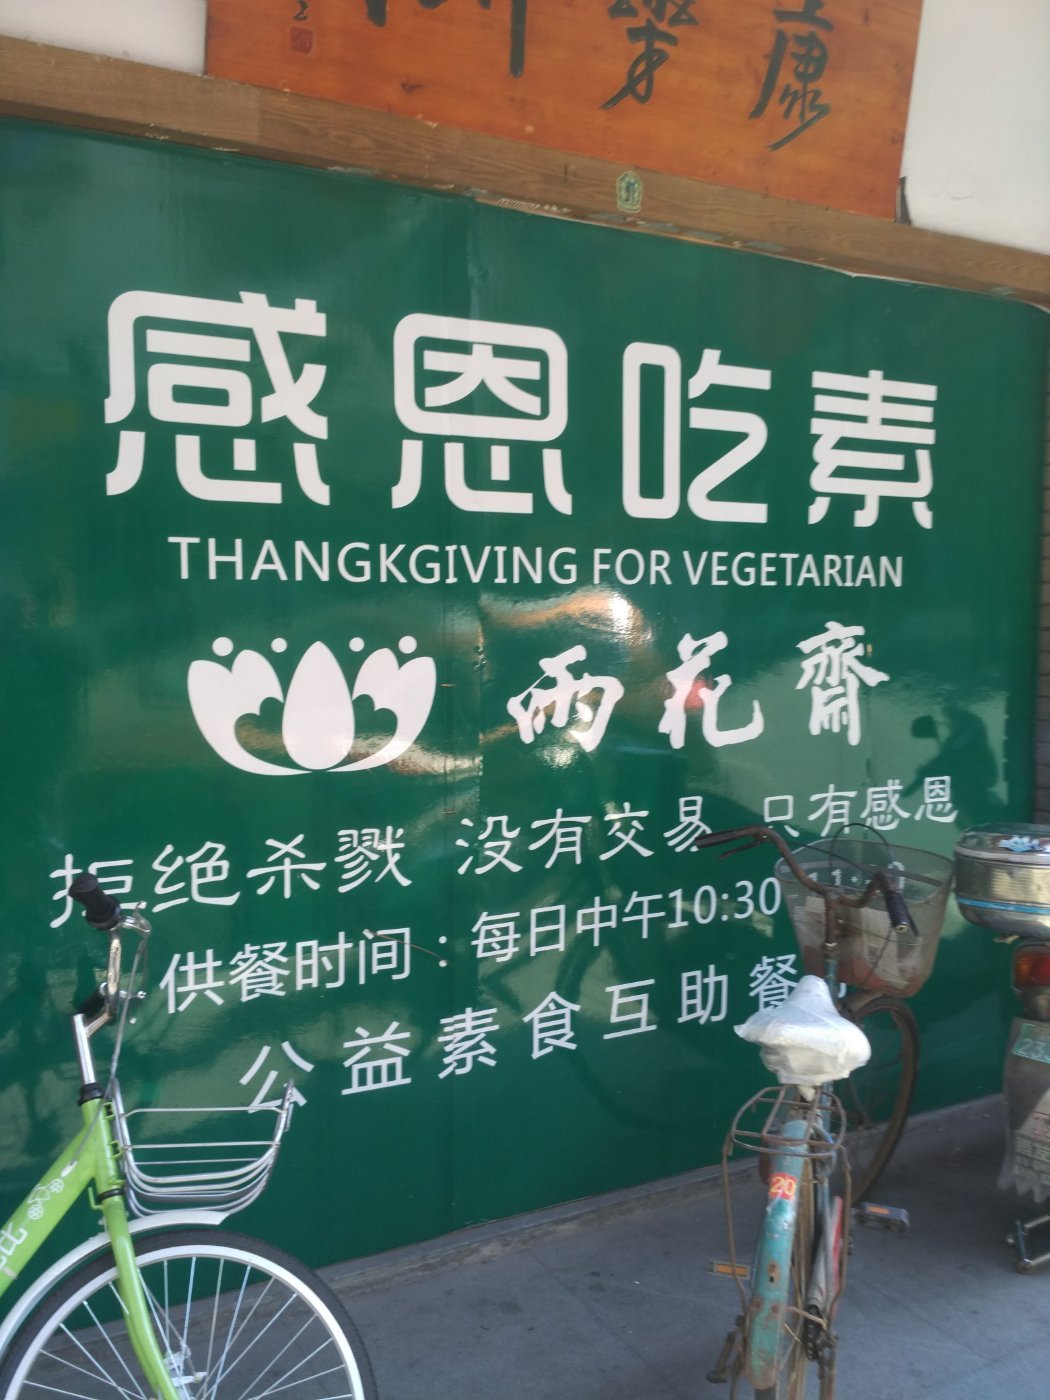 感恩吃素
THANGKGIVING FOR VEGETARIAN
雨花齋
拒绝杀戮 没有交易 只有感恩
供餐时间：每日中午10:30
公益素食互助餐
20